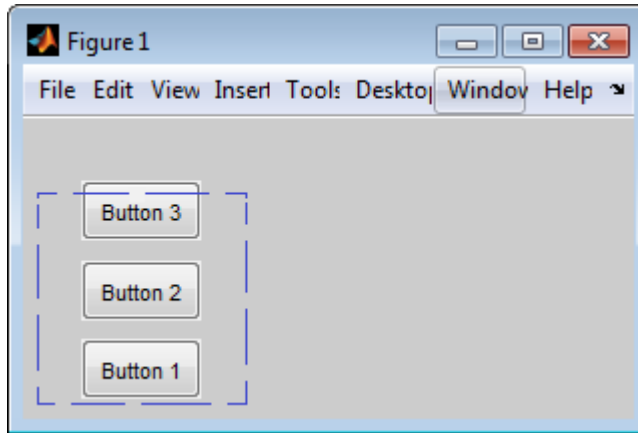 Figure 1
File Edit View Insert Tools Desktop Window Help
Button 3
Button 2
Button 1